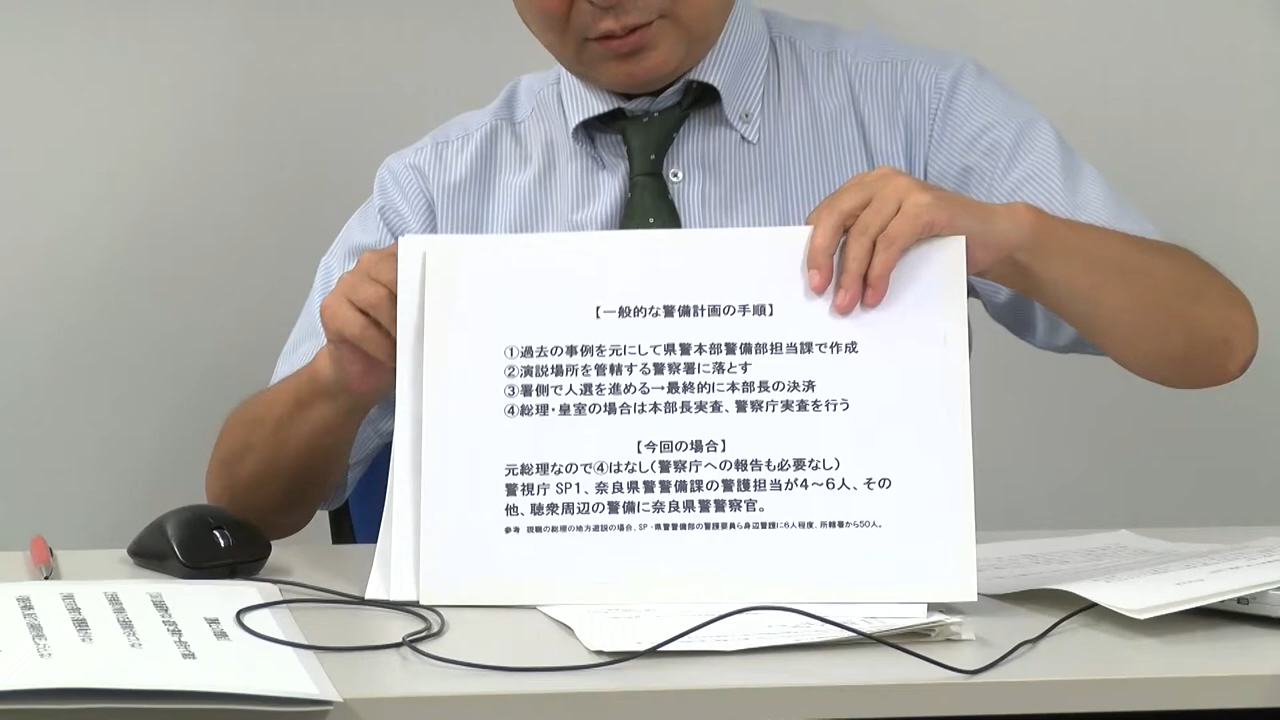 【一般的な警備計画の手順】
①過去の事例を元にして県警本部警備部担当課で作成
②演説場所を管轄する警察署に落とす
③署側で人選を進める→最終的に本部長の決済
④総理・皇室の場合は本部長実査、警察庁実査を行う
【今回の場合】
元総理なので④はなし（警察庁への報告も必要なし）
警視庁 SP1、奈良県警警備課の警護担当が4～6人、その
他、聴衆周辺の警備に奈良県警警察官。
参考 現職の総理の地方遊説の場合、SP・県警警備部の警護要員ら身辺警護に6人程度、所轄署から50人。